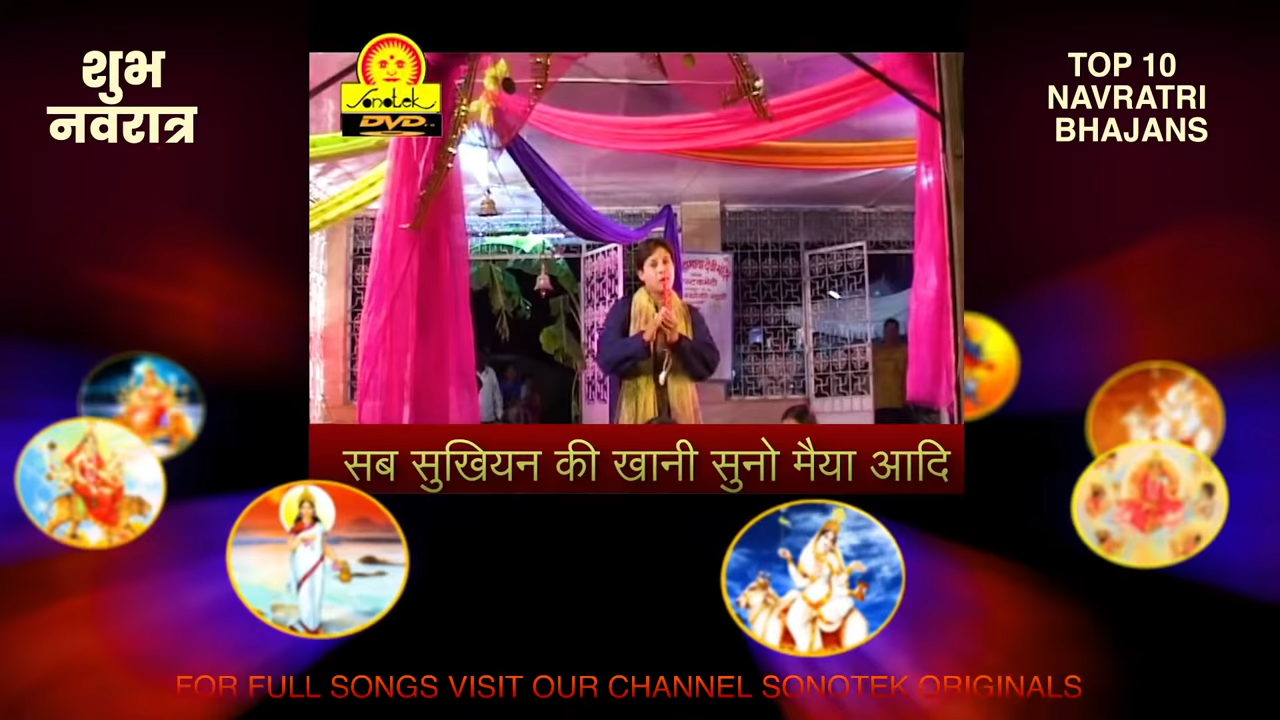 शुभ
नवरात्र
TOP 10
NAVRATRI
BHAJANS
Sonotek
DVD
सब सुखियन की खानी सुनो मैया आदि
FOR FULL SONGS VISIT OUR CHANNEL SONOTEK ORIGINALS